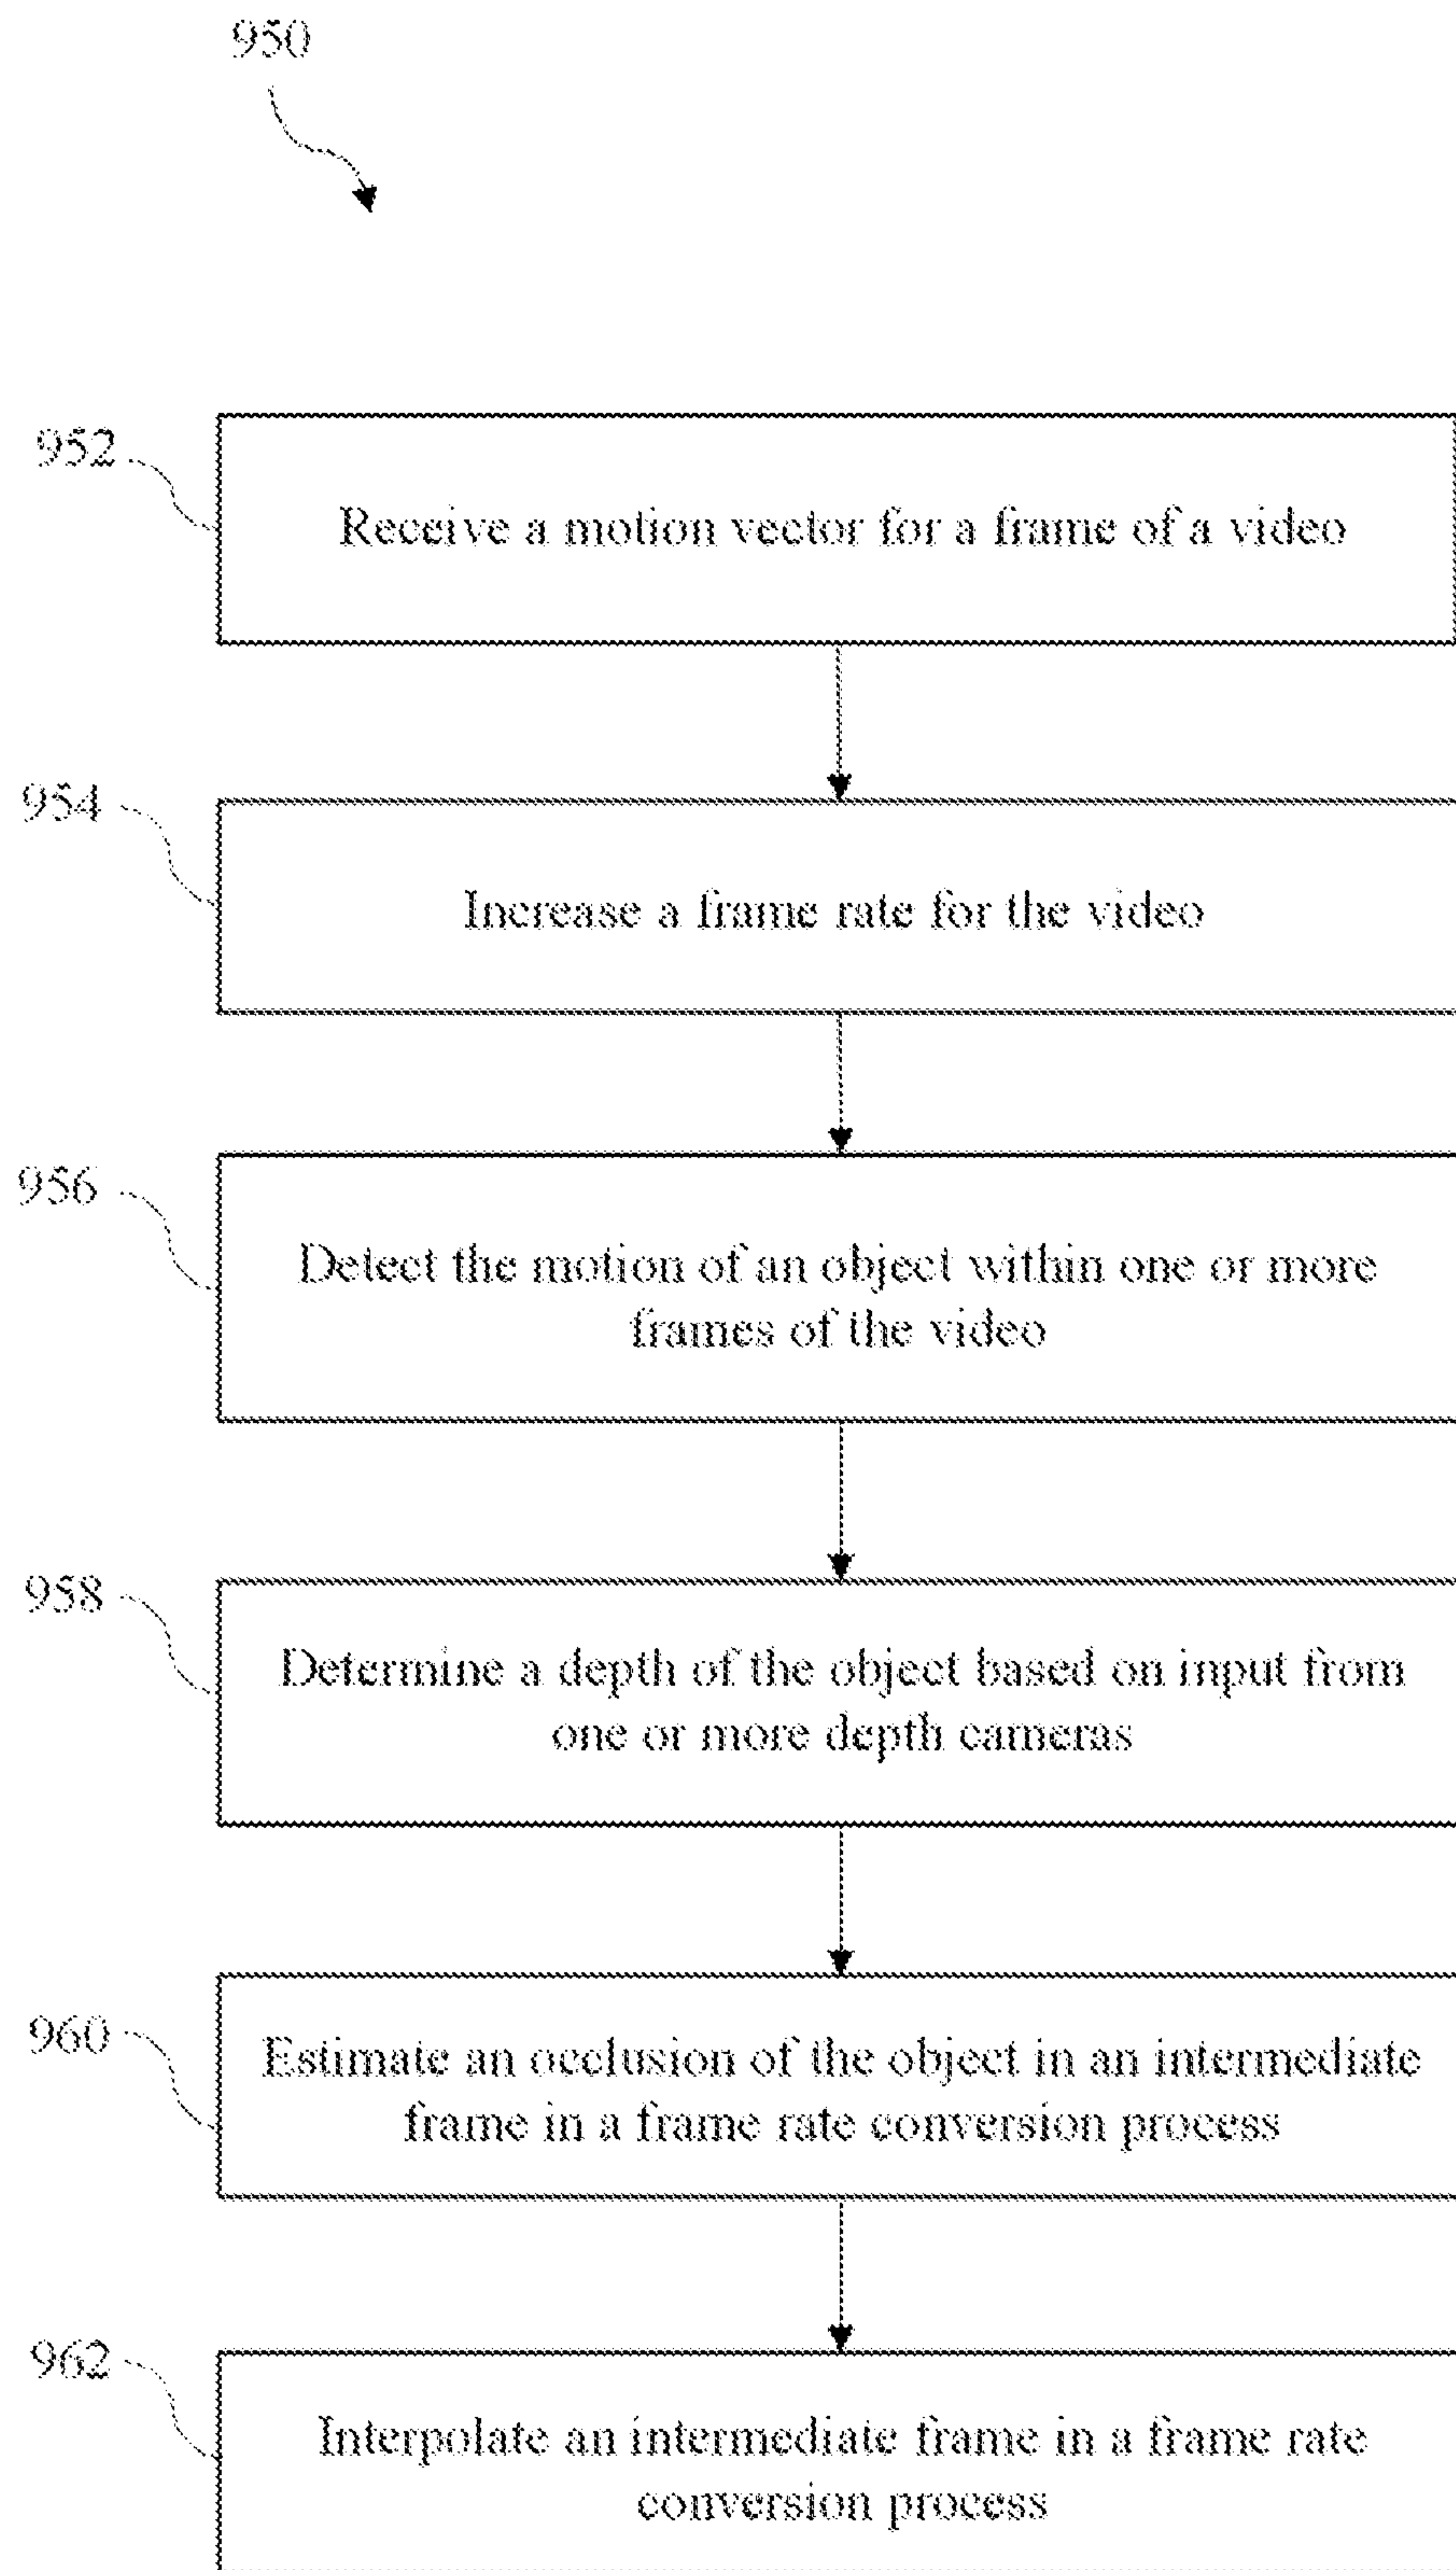 950
952
Receive a motion vector for a frame of a video
954
Increase a frame rate for the video
956
Detect the motion of an object within one or more
frames of the video
958
Determine a depth of the object based on input from
one or more depth cameras
960
Estimate an occlusion of the object in an intermediate
frame in a frame rate conversion process
962
Interpolate an intermediate frame in a frame rate
conversion process